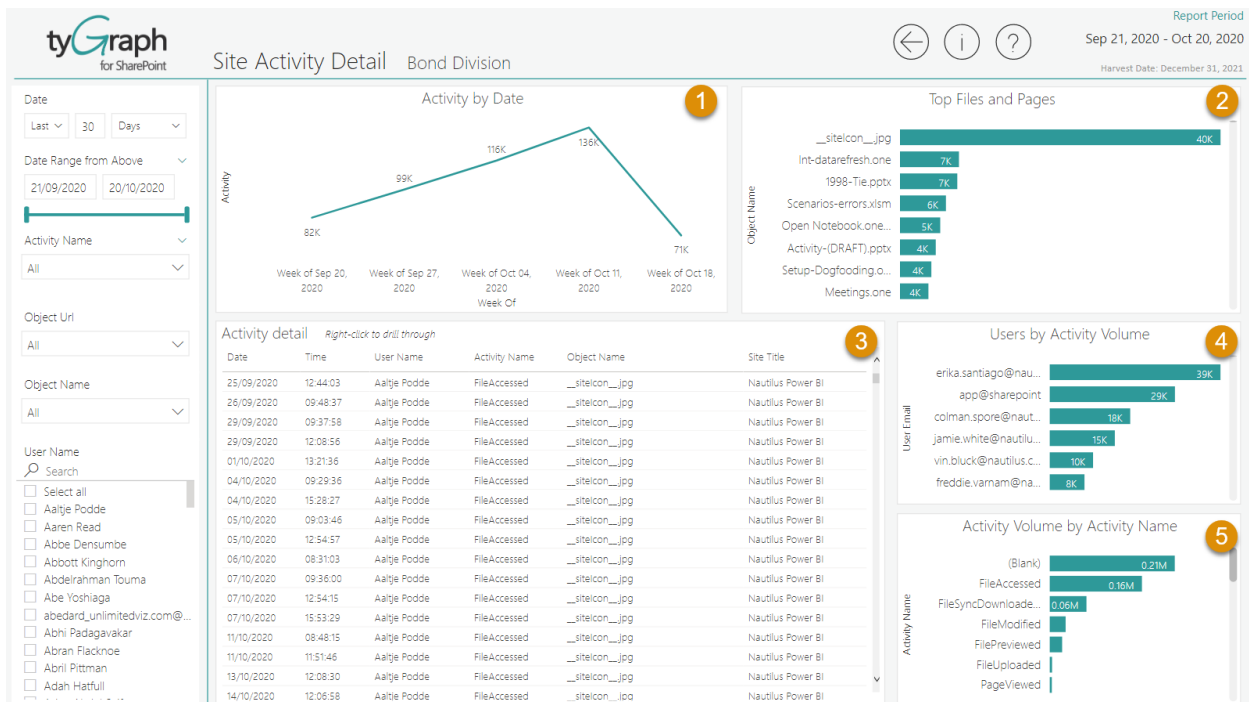 tyGraph
for SharePoint
Site Activity Detail Bond Division
Report Period
Sep 21, 2020 - Oct 20, 2020
Harvest Date: December 31, 2021
Date
Last 30 Days
Date Range from Above
21/09/2020 20/10/2020
Activity Name
All
Object Url
All
Object Name
All
User Name
Search
Select all
Aaltje Podde
Aaren Read
Abbe Densumbe
Abbott Kinghorn
Abdelrahman Touma
Abe Yoshiaga
abedard_unlimitedviz.com@...
Abhi Padagavakar
Abran Flacknoe
Abril Pittman
Adah Hatfull
Activity by Date
1
Activity
82K
99K
116K
136K
71K
Week of Sep 20, 2020
Week of Sep 27, 2020
Week of Oct 04, 2020
Week of Oct 11, 2020
Week of Oct 18, 2020
Week Of
Top Files and Pages
2
Object Name
__siteIcon__.jpg 40K
Int-datarefresh.one 7K
1998-Tie.pptx 7K
Scenarios-errors.xlsm 6K
Open Notebook.one... 5K
Activity-(DRAFT).pptx 4K
Setup-Dogfooding.o... 4K
Meetings.one 4K
Activity detail Right-click to drill through
3
Date Time User Name Activity Name Object Name Site Title
25/09/2020 12:44:03 Aaltje Podde FileAccessed __siteIcon__.jpg Nautilus Power BI
26/09/2020 09:48:37 Aaltje Podde FileAccessed __siteIcon__.jpg Nautilus Power BI
29/09/2020 09:37:58 Aaltje Podde FileAccessed __siteIcon__.jpg Nautilus Power BI
29/09/2020 12:08:56 Aaltje Podde FileAccessed __siteIcon__.jpg Nautilus Power BI
01/10/2020 13:21:36 Aaltje Podde FileAccessed __siteIcon__.jpg Nautilus Power BI
04/10/2020 09:29:36 Aaltje Podde FileAccessed __siteIcon__.jpg Nautilus Power BI
04/10/2020 15:28:27 Aaltje Podde FileAccessed __siteIcon__.jpg Nautilus Power BI
05/10/2020 09:03:46 Aaltje Podde FileAccessed __siteIcon__.jpg Nautilus Power BI
05/10/2020 12:54:57 Aaltje Podde FileAccessed __siteIcon__.jpg Nautilus Power BI
06/10/2020 08:31:03 Aaltje Podde FileAccessed __siteIcon__.jpg Nautilus Power BI
07/10/2020 09:36:00 Aaltje Podde FileAccessed __siteIcon__.jpg Nautilus Power BI
07/10/2020 12:54:15 Aaltje Podde FileAccessed __siteIcon__.jpg Nautilus Power BI
07/10/2020 15:53:29 Aaltje Podde FileAccessed __siteIcon__.jpg Nautilus Power BI
11/10/2020 08:48:15 Aaltje Podde FileAccessed __siteIcon__.jpg Nautilus Power BI
11/10/2020 11:51:46 Aaltje Podde FileAccessed __siteIcon__.jpg Nautilus Power BI
13/10/2020 12:08:30 Aaltje Podde FileAccessed __siteIcon__.jpg Nautilus Power BI
14/10/2020 12:06:58 Aaltje Podde FileAccessed __siteIcon__.jpg Nautilus Power BI
Users by Activity Volume
4
User Email
erika.santiago@nau... 39K
app@sharepoint 29K
colman.spore@naut... 18K
jamie.white@nautilu... 15K
vin.bluck@nautilus.c... 10K
freddie.varnam@na... 8K
Activity Volume by Activity Name
5
Activity Name
(Blank) 0.21M
FileAccessed 0.16M
FileSyncDownloade... 0.06M
FileModified
FilePreviewed
FileUploaded
PageViewed